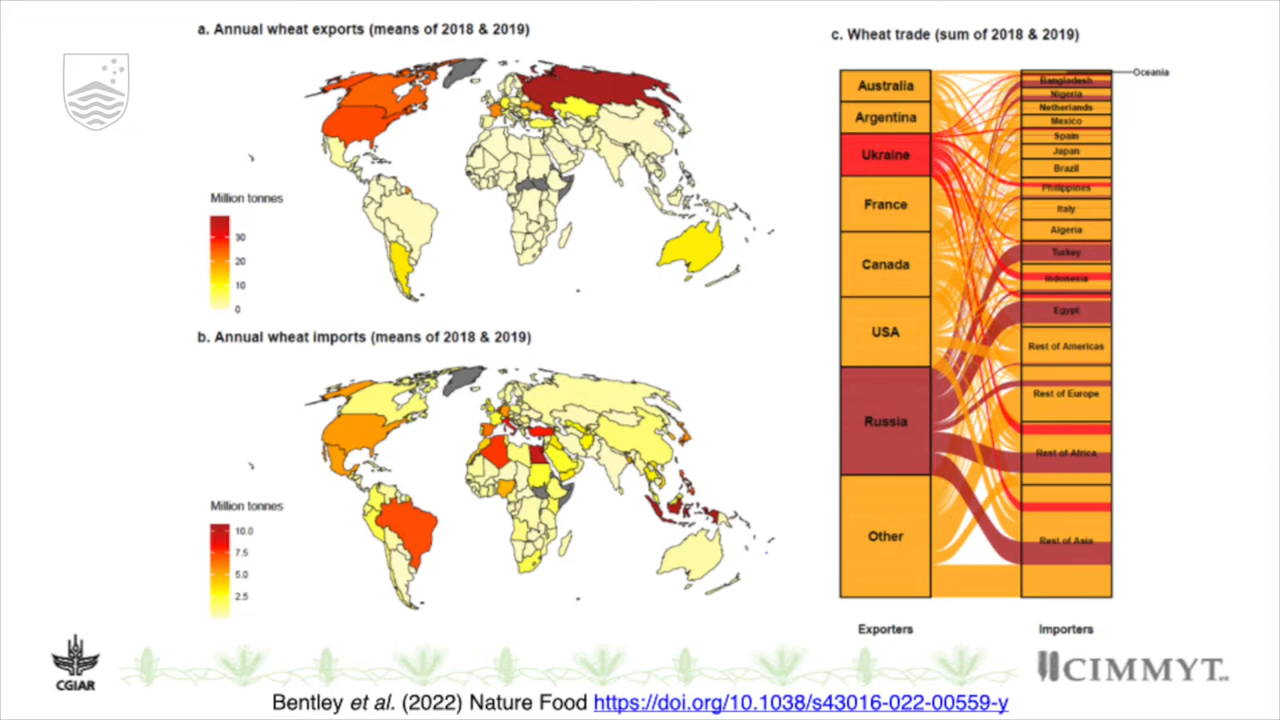 a. Annual wheat exports (means of 2018 & 2019)
Million tonnes
30
20
10
0
b. Annual wheat imports (means of 2018 & 2019)
Million tonnes
10.0
7.5
5.0
2.5
c. Wheat trade (sum of 2018 & 2019)
Australia
Argentina
Ukraine
France
Canada
USA
Russia
Other
Exporters
Oceania
Bangladesh
Nigeria
Netherlands
Mexico
Spain
Japan
Brazil
Philippines
Italy
Algeria
Turkey
Indonesia
Egypt
Rest of Americas
Rest of Europe
Rest of Africa
Rest of Asia
Importers
CGIAR
CIMMYT
Bentley et al. (2022) Nature Food https://doi.org/10.1038/s43016-022-00559-y